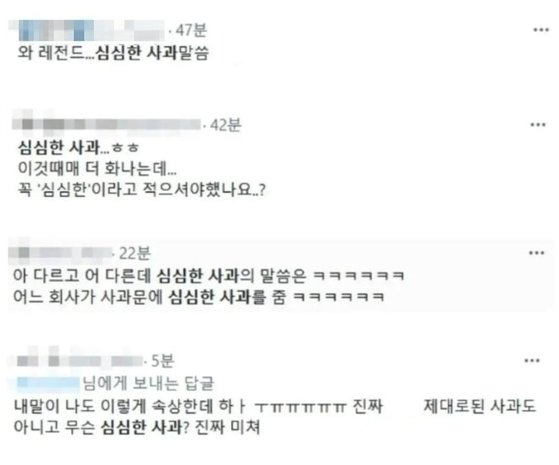 · 47분
와 레전드...심심한 사과말씀
· 42분
심심한 사과...ㅎㅎ
이것때매 더 화나는데...
꼭 '심심한'이라고 적으셔야했나요..?
· 22분
아 다르고 어 다른데 심심한 사과의 말씀은 ㅋㅋㅋㅋㅋㅋ
어느 회사가 사과문에 심심한 사과를 줌 ㅋㅋㅋㅋㅋㅋ
· 5분
님에게 보내는 답글
내말이 나도 이렇게 속상한데 하ㅏ ㅜㅠㅠㅠㅠㅠ 진짜 제대로된 사과도
아니고 무슨 심심한 사과? 진짜 미쳐